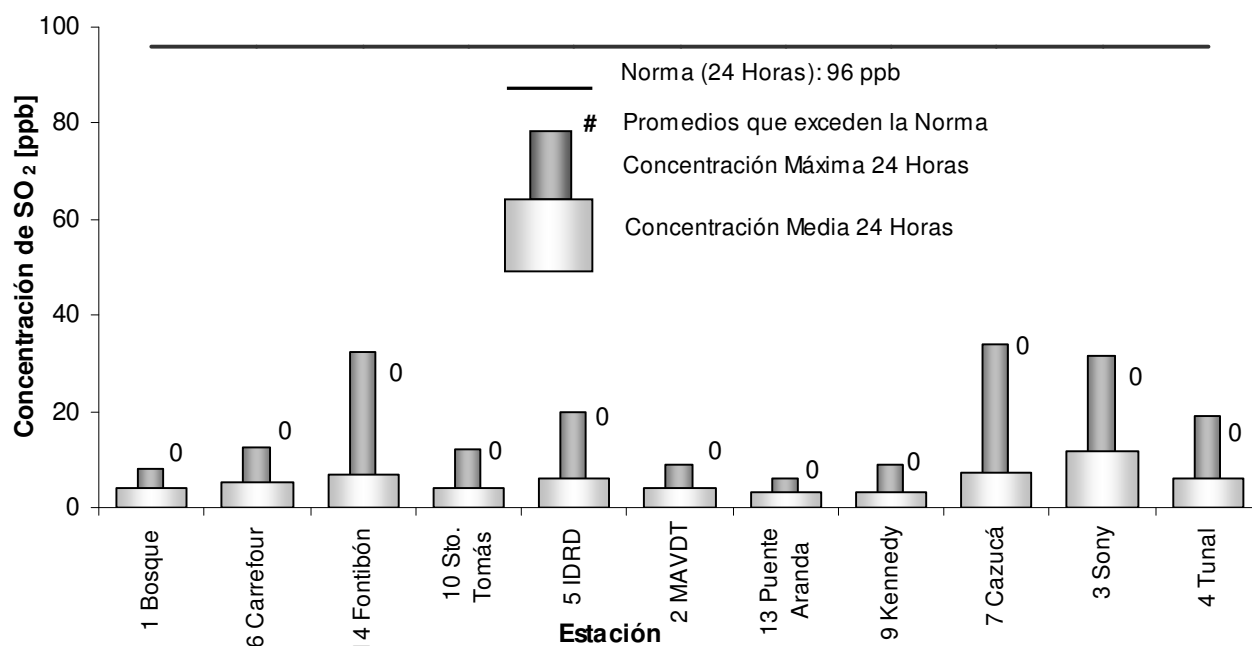 100
80
60
40
20
0
Concentración de SO2 [ppb]
Norma (24 Horas): 96 ppb
# Promedios que exceden la Norma
Concentración Máxima 24 Horas
Concentración Media 24 Horas
0
0
0
0
0
0
0
0
0
0
0
1 Bosque
6 Carrefour
14 Fontibón
10 Sto.
Tomás
5 IDRD
2 MAVDT
13 Puente
Aranda
9 Kennedy
7 Cazucá
3 Sony
4 Tunal
Estación